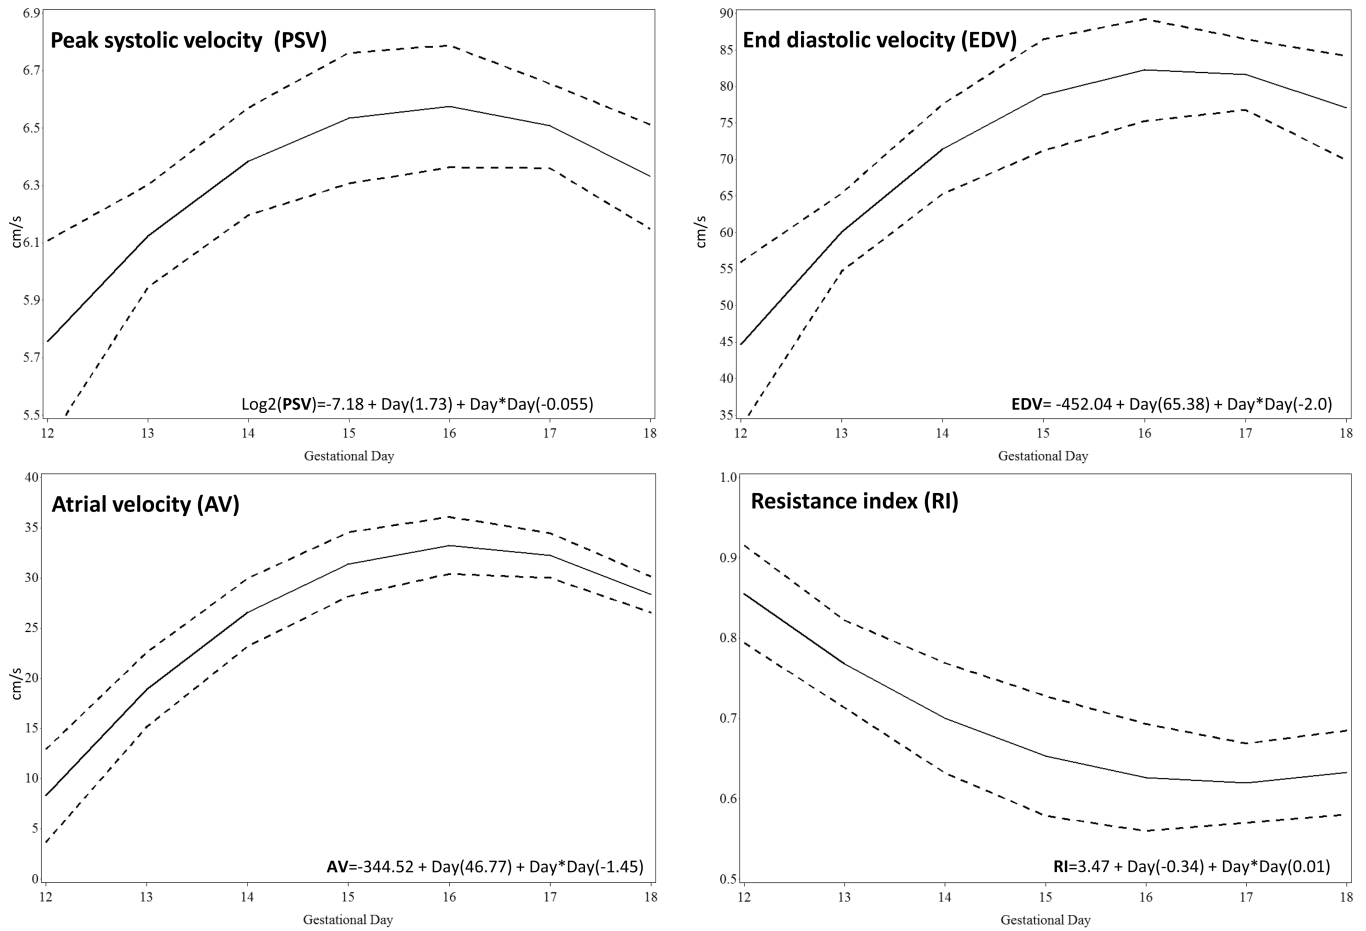 Peak systolic velocity (PSV)
6.9
6.7
6.5
6.3
6.1
5.9
5.7
5.5
cm/s
Log2(PSV)=-7.18 + Day(1.73) + Day*Day(-0.055)
12 13 14 15 16 17 18
Gestational Day
End diastolic velocity (EDV)
90
85
80
75
70
65
60
55
50
45
40
35
cm/s
EDV= -452.04 + Day(65.38) + Day*Day(-2.0)
12 13 14 15 16 17 18
Gestational Day
Atrial velocity (AV)
40
35
30
25
20
15
10
5
0
cm/s
AV=-344.52 + Day(46.77) + Day*Day(-1.45)
12 13 14 15 16 17 18
Gestational Day
Resistance index (RI)
1.0
0.9
0.8
0.7
0.6
0.5
RI=3.47 + Day(-0.34) + Day*Day(0.01)
12 13 14 15 16 17 18
Gestational Day